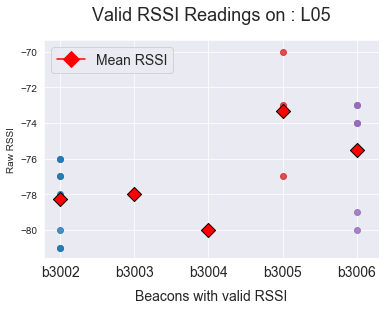 Valid RSSI Readings on : L05
Mean RSSI
Raw RSSI
−70
−72
−74
−76
−78
−80
b3002 b3003 b3004 b3005 b3006
Beacons with valid RSSI